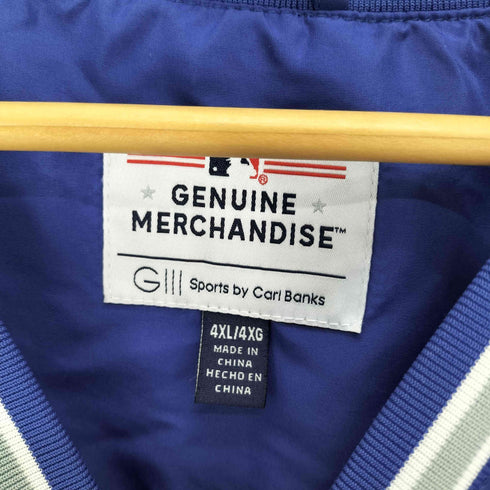 GENUINE
MERCHANDISE™
GIII Sports by Carl Banks
4XL/4XG
MADE IN
CHINA
HECHO EN
CHINA